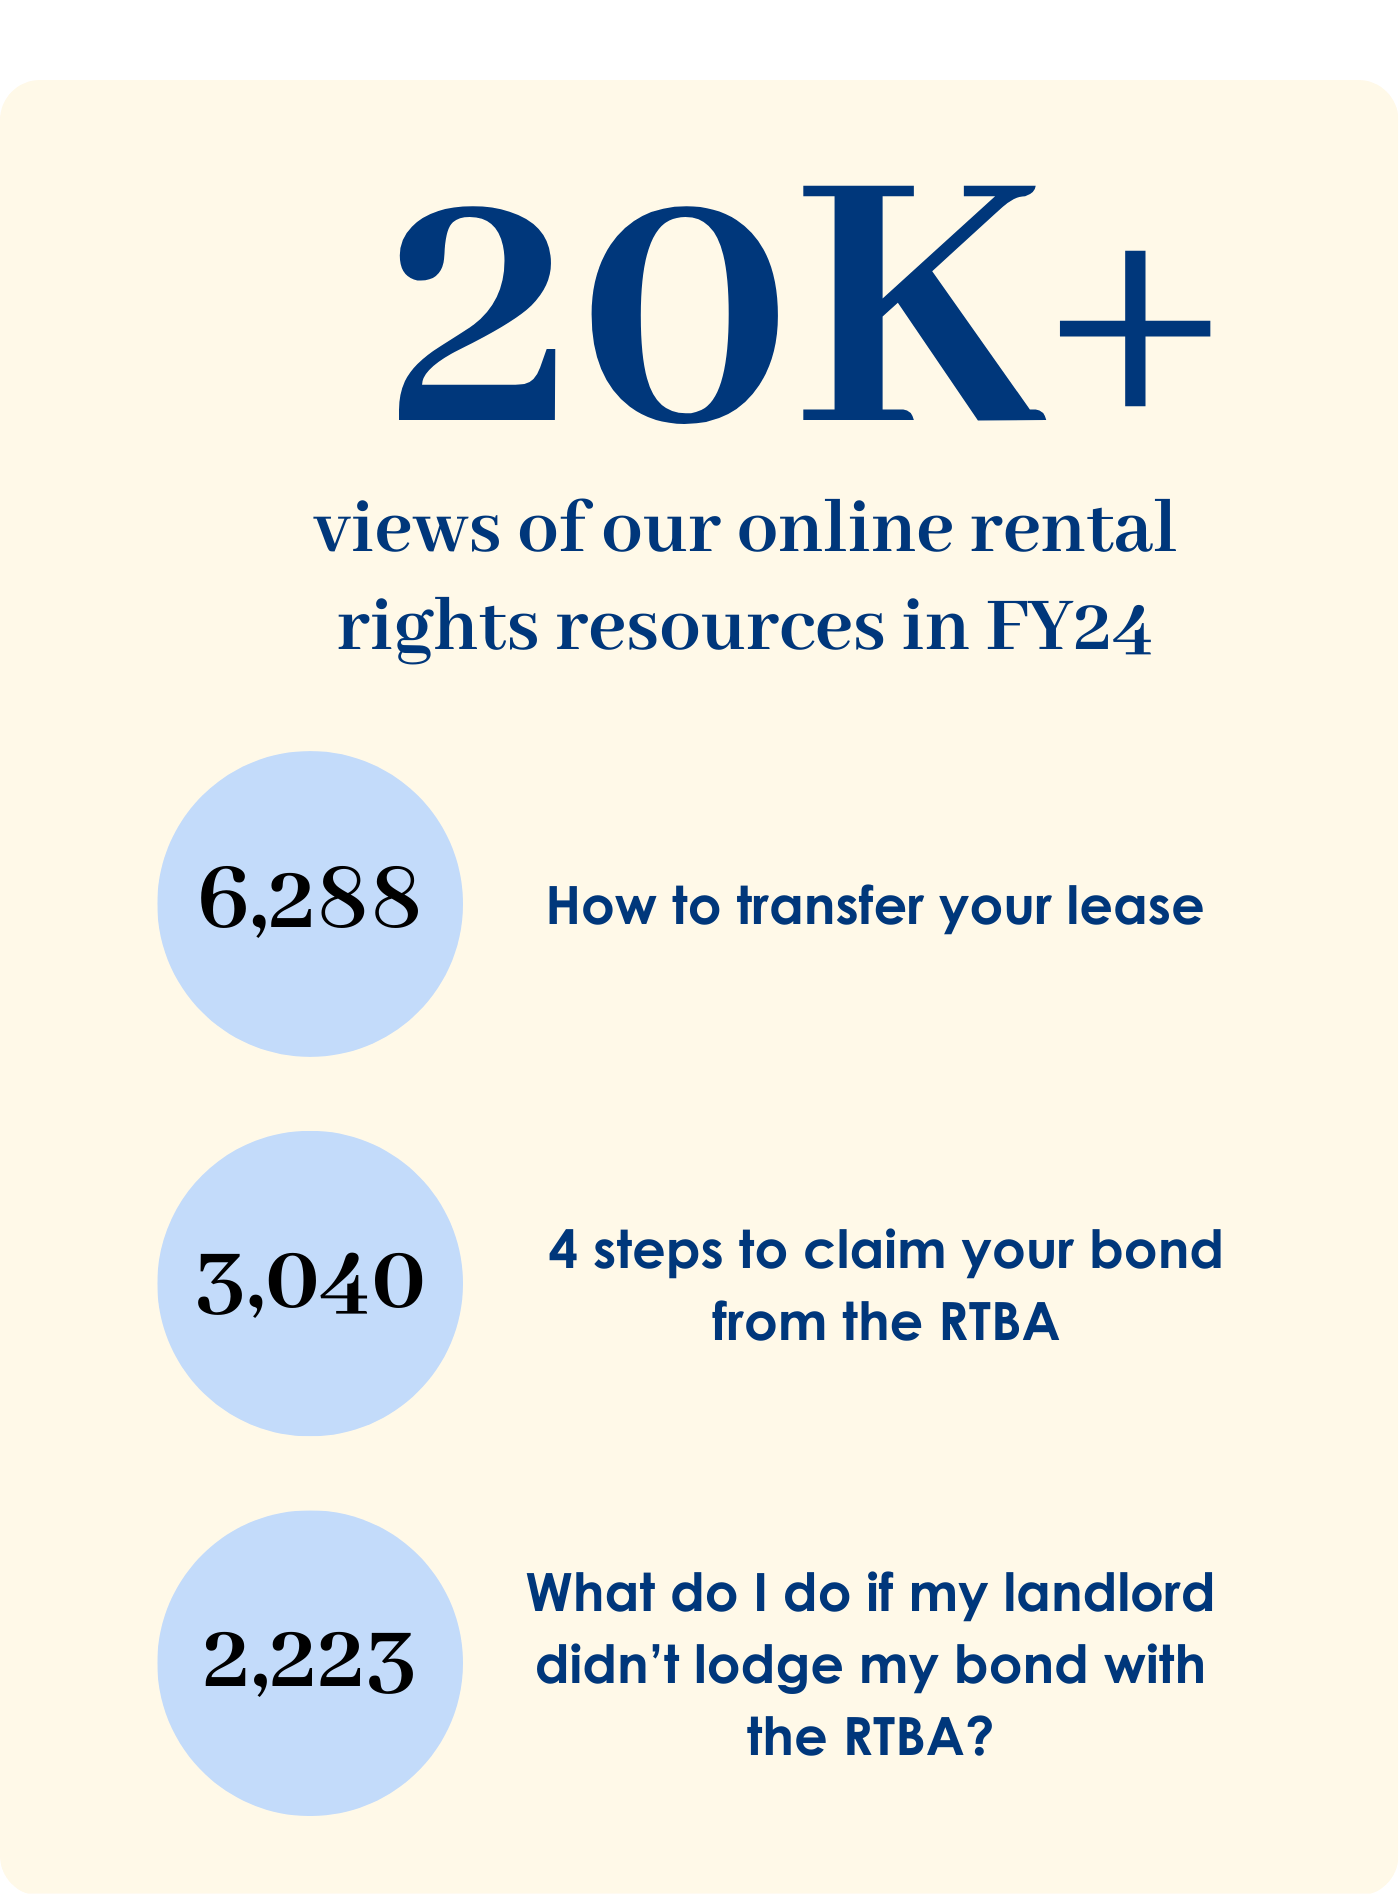 20K+
views of our online rental
rights resources in FY24
6,288
How to transfer your lease
3,040
4 steps to claim your bond
from the RTBA
2,223
What do I do if my landlord
didn’t lodge my bond with
the RTBA?